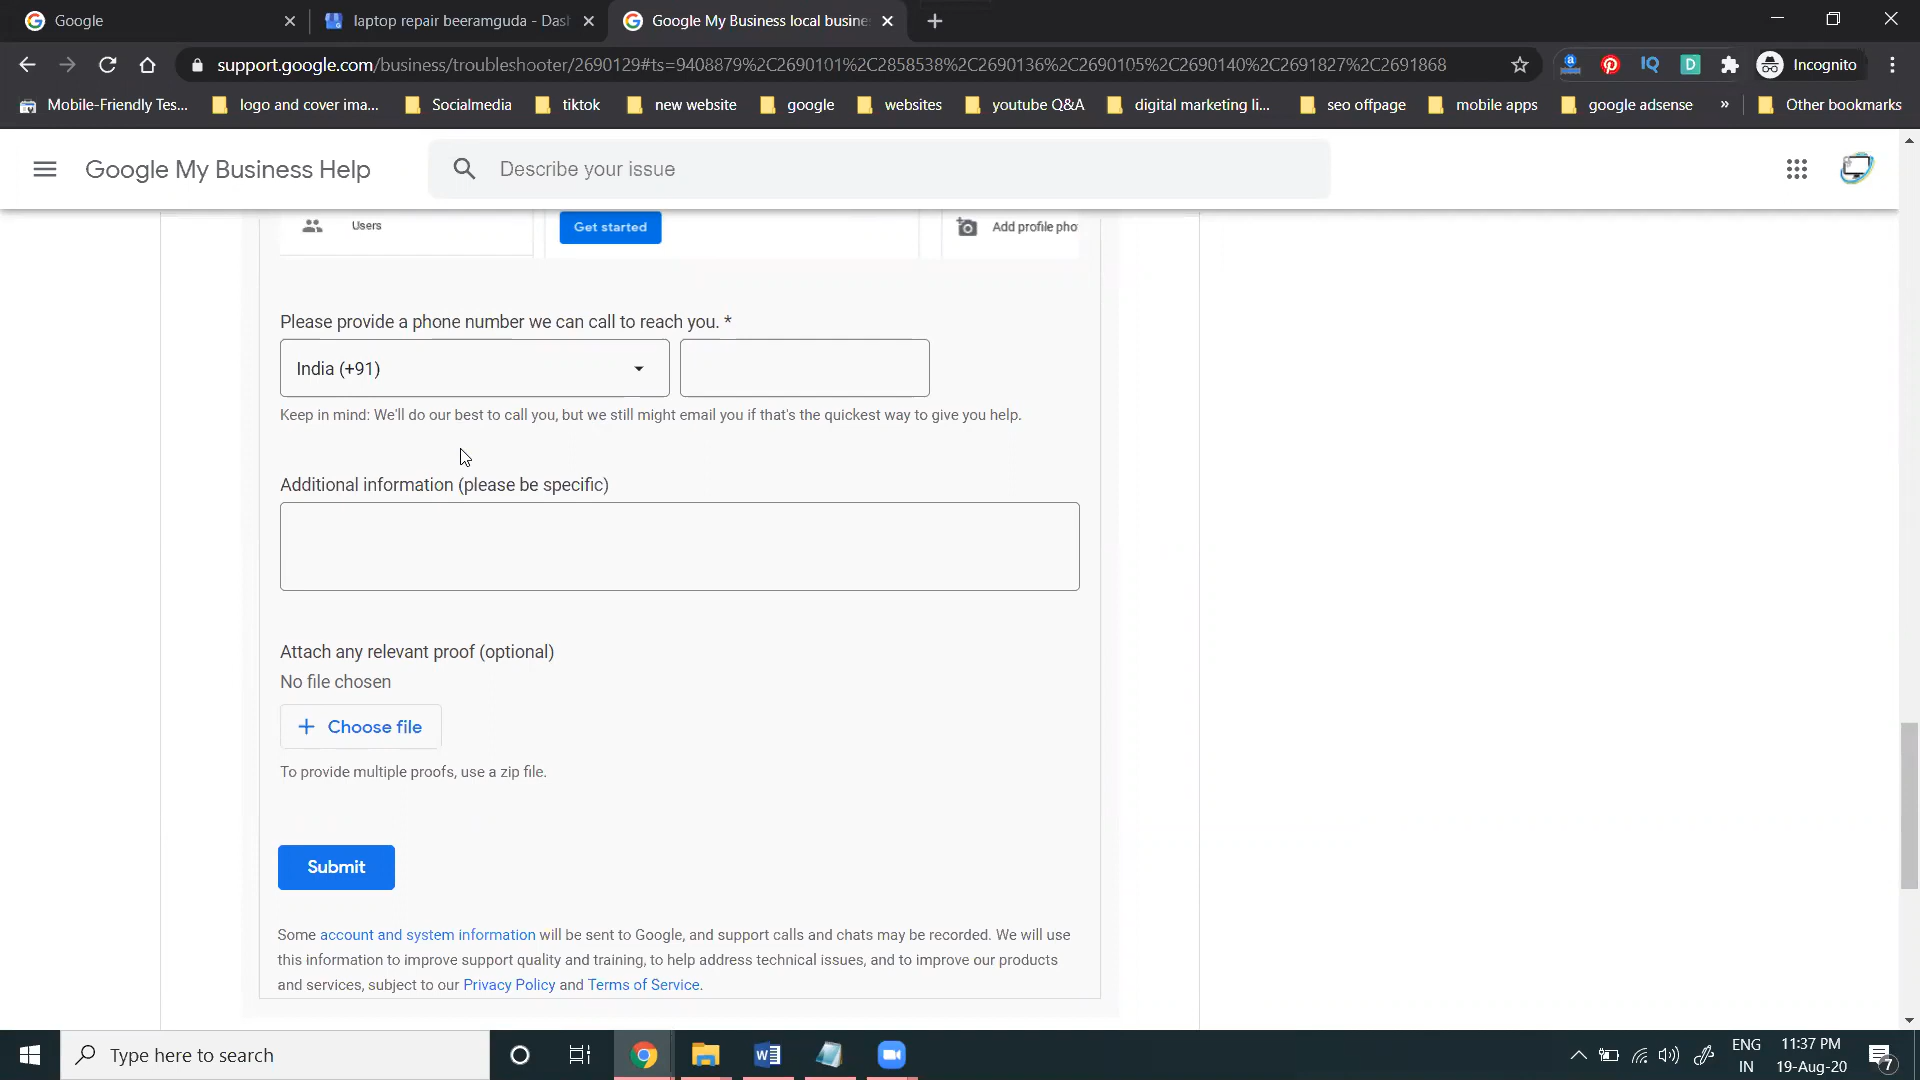 Google
laptop repair beeramguda - Das
Google My Business local busine
support.google.com/business/troubleshooter/2690129#ts=9408879%2C2690101%2C2858538%2C2690136%2C2690105%2C2690140%2C2691827%2C2691868
Incognito
Mobile-Friendly Tes...
logo and cover ima...
Socialmedia
tiktok
new website
google
websites
youtube Q&A
digital marketing li...
seo offpage
mobile apps
google adsense
»
Other bookmarks
Google My Business Help
Describe your issue
Users
Get started
Add profile pho
Please provide a phone number we can call to reach you. *
India (+91)
Keep in mind: We'll do our best to call you, but we still might email you if that's the quickest way to give you help.
Additional information (please be specific)
Attach any relevant proof (optional)
No file chosen
+ Choose file
To provide multiple proofs, use a zip file.
Submit
Some account and system information will be sent to Google, and support calls and chats may be recorded. We will use
this information to improve support quality and training, to help address technical issues, and to improve our products
and services, subject to our Privacy Policy and Terms of Service.
Type here to search
ENG
IN
11:37 PM
19-Aug-20
7